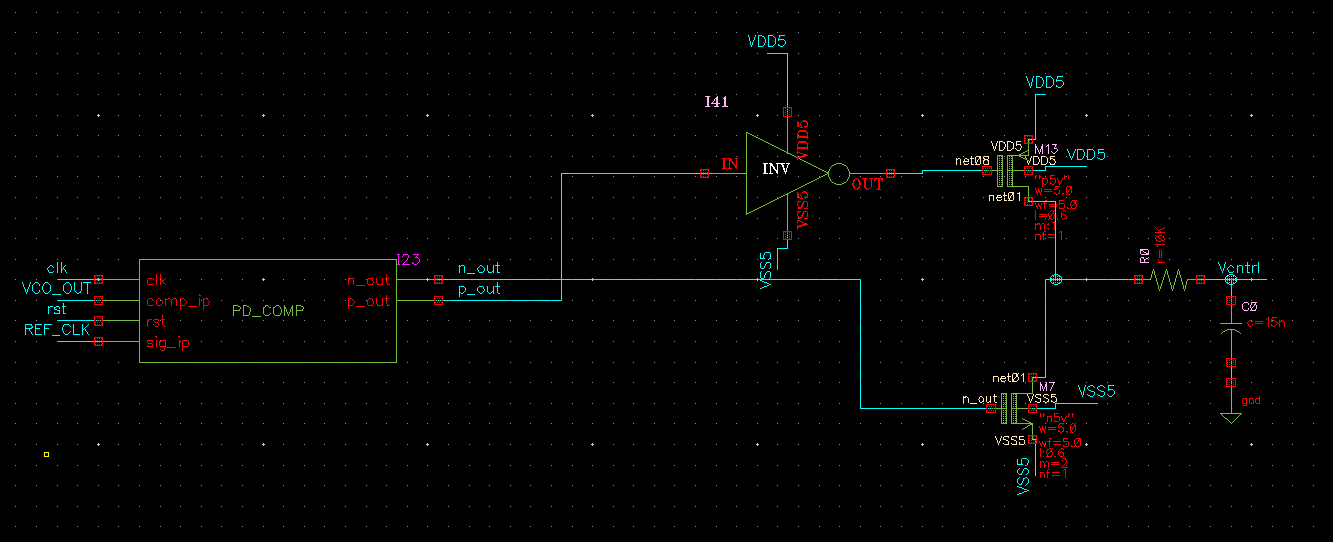 VDD5
I41
VDD5
IN
INV
OUT
VSS5
VSS5
VDD5
VDD5
M13
net08
VDD5
VDD5
net01
"p5v"
w=5.0
wf=5.0
l=0.6
m:1
nf=1
I23
clk
clk
n_out
n_out
VCO_OUT
comp_ip
p_out
p_out
PD_COMP
rst
rst
REF_CLK
sig_ip
R0
r=10K
Vcntrl
C0
c=15n
gnd
net01
M7
n_out
VSS5
VSS5
"n5v"
w=5.0
wf=5.0
l:0.6
m=2
nf=1
VSS5
VSS5